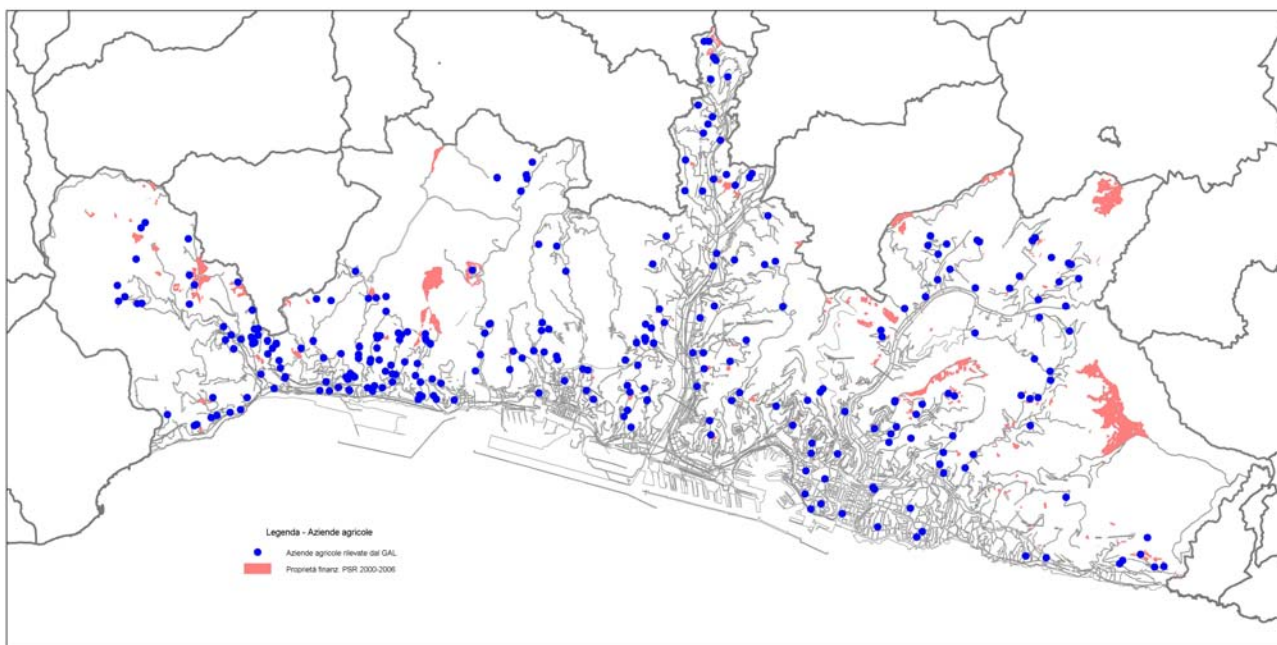 Legenda - Aziende agricole
Aziende agricole rilevate dal GAL
Proprietà finanz. PSR 2000-2006